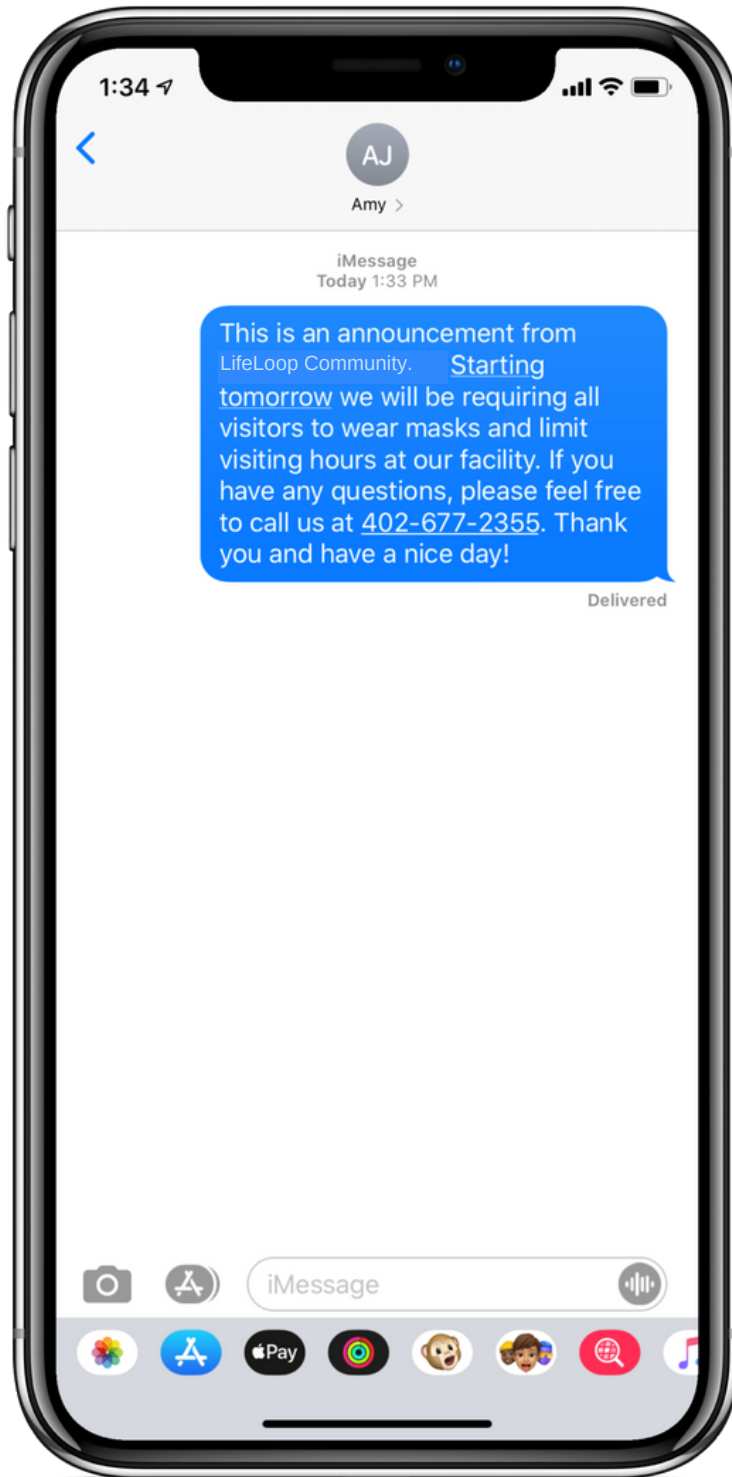 1:34
AJ
Amy
iMessage
Today 1:33 PM
This is an announcement from
LifeLoop Community. Starting
tomorrow we will be requiring all
visitors to wear masks and limit
visiting hours at our facility. If you
have any questions, please feel free
to call us at 402-677-2355. Thank
you and have a nice day!
Delivered
iMessage
Pay